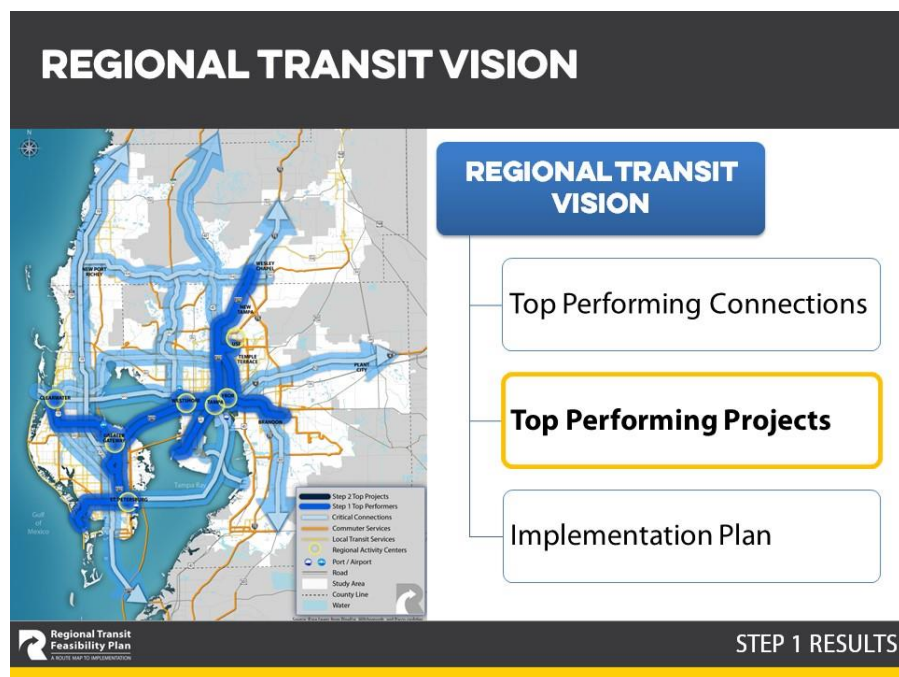 REGIONAL TRANSIT VISION
N
NEW PORT
RICHEY
WESLEY
CHAPEL
NEW
TAMPA
USF
TEMPLE
TERRACE
PLANT
CITY
CLEARWATER
WESTSHORE
TAMPA
YBOR
BRANDON
GREATER
GATEWAY
ST PETERSBURG
Tampa Bay
Gulf
of
Mexico
Step 2 Top Projects
Step 1 Top Performers
Critical Connections
Commuter Services
Local Transit Services
Regional Activity Centers
Port / Airport
Road
Study Area
County Line
Water
REGIONAL TRANSIT
VISION
Top Performing Connections
Top Performing Projects
Implementation Plan
Regional Transit
Feasibility Plan
A ROUTE MAP TO IMPLEMENTATION
STEP 1 RESULTS